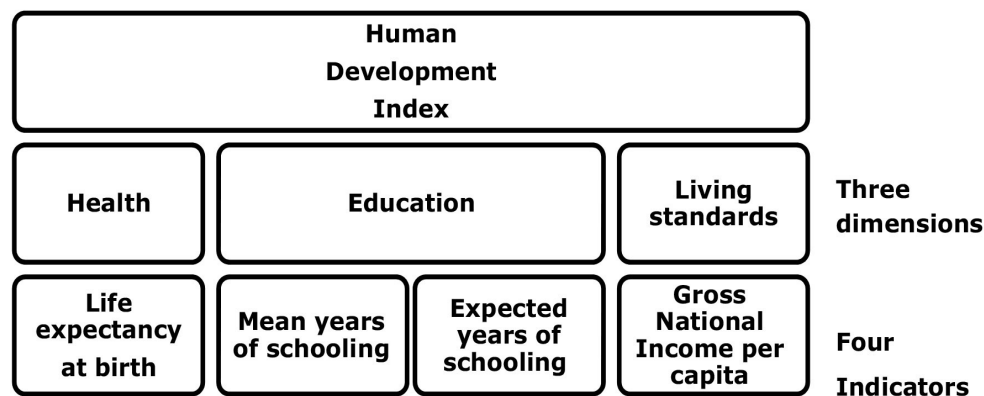 Human
Development
Index
Health
Education
Living
standards
Three
dimensions
Life
expectancy
at birth
Mean years
of schooling
Expected
years of
schooling
Gross
National
Income per
capita
Four
Indicators